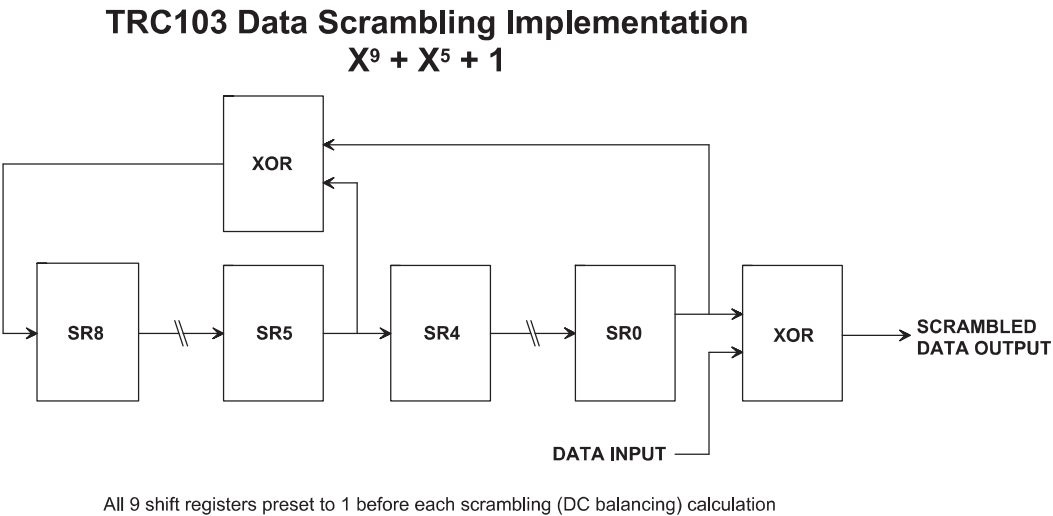 TRC103 Data Scrambling Implementation
X⁹ + X⁵ + 1
XOR
SR8
SR5
SR4
SR0
XOR
SCRAMBLED
DATA OUTPUT
DATA INPUT
All 9 shift registers preset to 1 before each scrambling (DC balancing) calculation